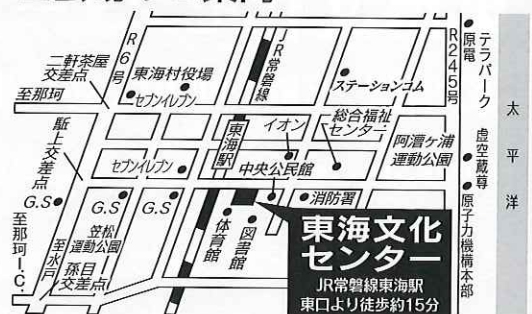 R6号
JR常磐線
R245号
原電
テラパーク
太平洋
二軒茶屋
交差点
東海村役場
セブンイレブン
ステーションコム
至那珂
東海駅
イオン
総合福祉
センター
阿漕ヶ浦
運動公園
虚空蔵尊
駈上交差点
セブンイレブン
中央公民館
消防署
原子力機構本部
G.S
G.S
G.S
笠松
運動公園
至那珂I.C.
至水戸
孫目
交差点
体育館
図書館
東海文化
センター
JR常磐線東海駅
東口より徒歩約15分